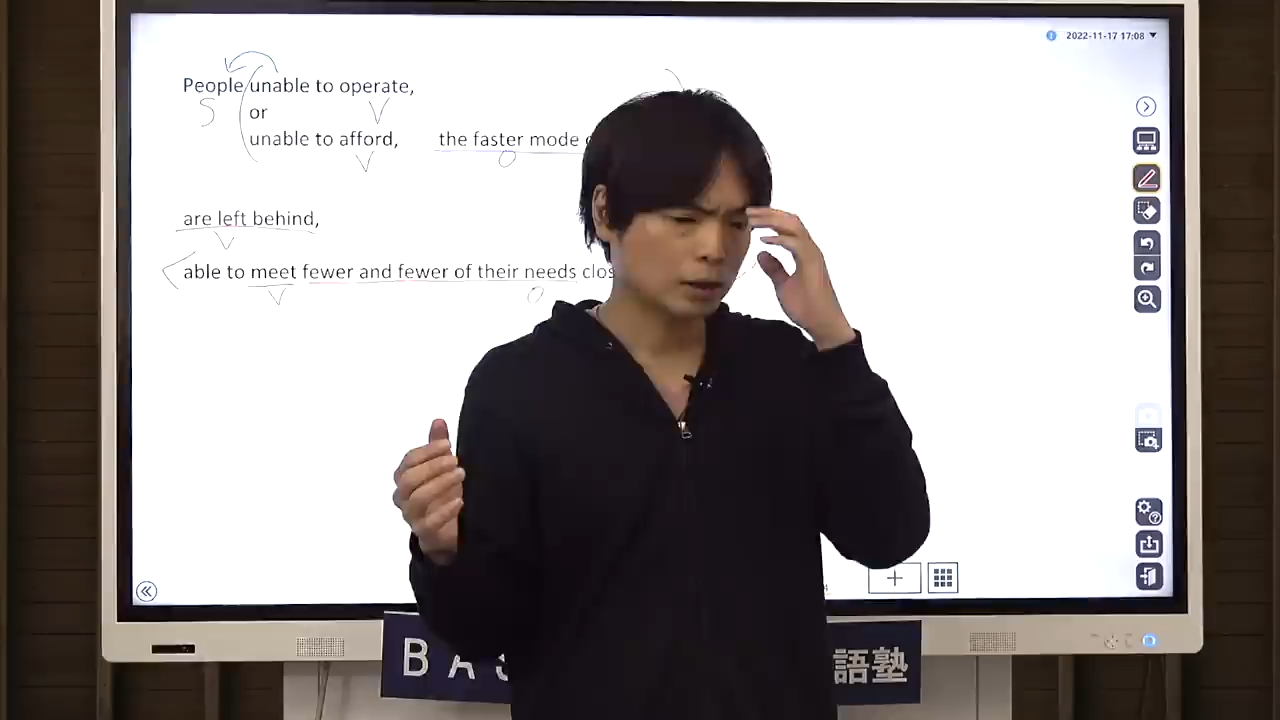 2022-11-17 17:08
People unable to operate,
S
V
or
unable to afford, the faster mode
V
O
are left behind,
V
able to meet fewer and fewer of their needs
V
O
語塾